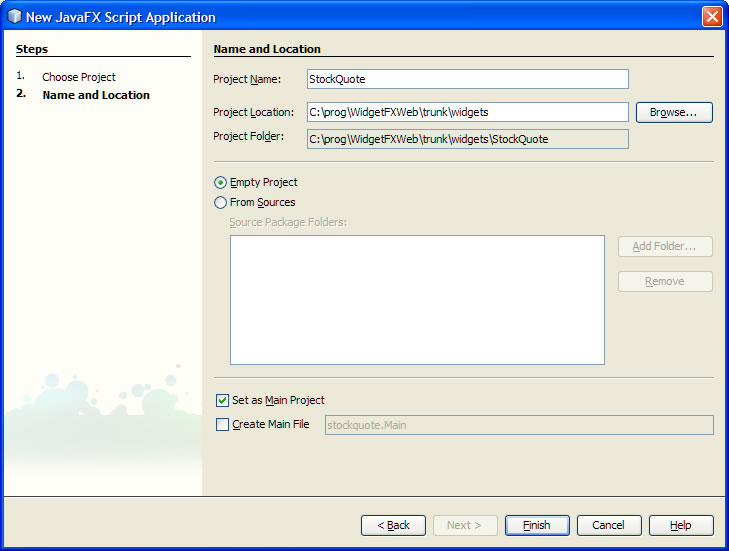 New JavaFX Script Application
Steps
1. Choose Project
2. Name and Location
Name and Location
Project Name: StockQuote
Project Location: C:\prog\WidgetFXWeb\trunk\widgets Browse...
Project Folder: C:\prog\WidgetFXWeb\trunk\widgets\StockQuote
Empty Project
From Sources
Source Package Folders:
Add Folder...
Remove
Set as Main Project
Create Main File stockquote.Main
< Back Next > Finish Cancel Help